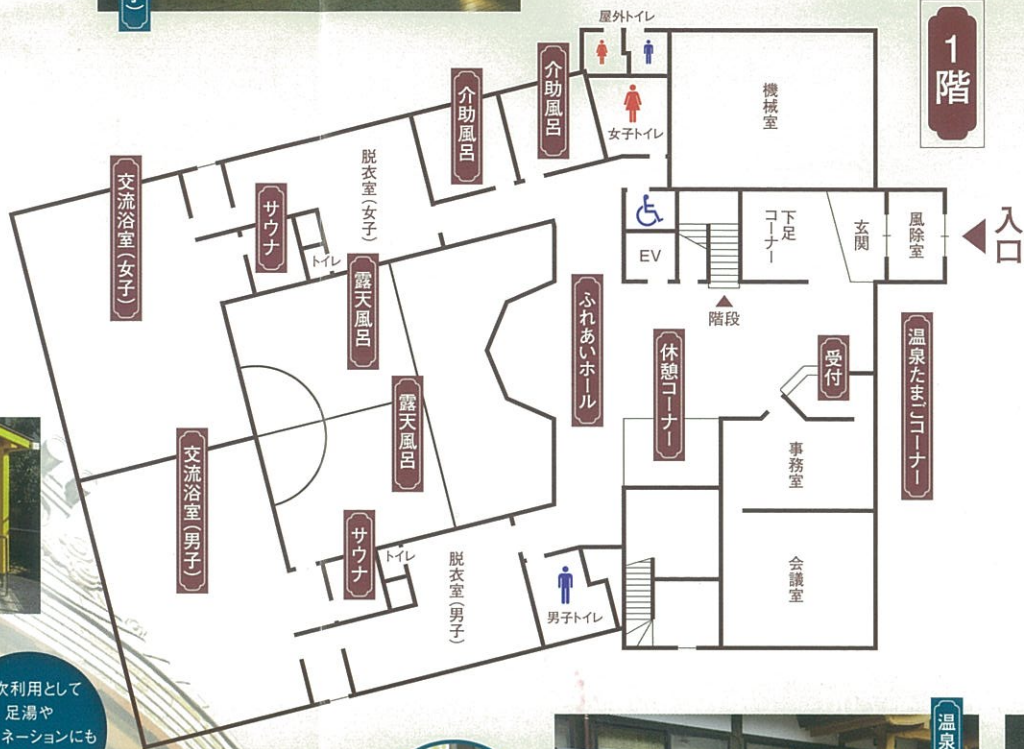 1階
屋外トイレ
介助風呂
介助風呂
女子トイレ
機械室
交流浴室(女子)
サウナ
脱衣室(女子)
トイレ
露天風呂
EV
下足
コーナー
玄関
風除室
入口
階段
ふれあいホール
休憩コーナー
受付
温泉たまごコーナー
露天風呂
事務室
交流浴室(男子)
サウナ
トイレ
脱衣室(男子)
男子トイレ
会議室
次利用として
足湯や
ネーションにも
温泉